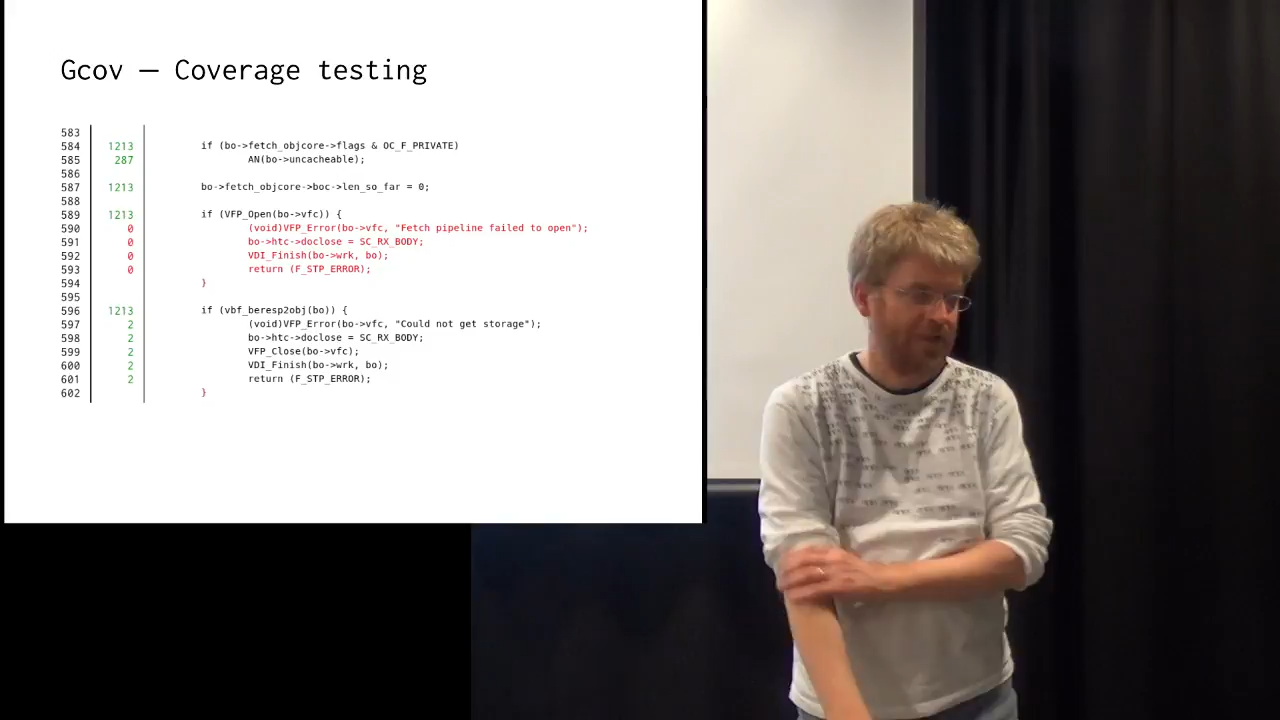 Gcov — Coverage testing
583
584 1213 if (bo->fetch_objcore->flags & OC_F_PRIVATE)
585 287 AN(bo->uncacheable);
586
587 1213 bo->fetch_objcore->boc->len_so_far = 0;
588
589 1213 if (VFP_Open(bo->vfc)) {
590 0 (void)VFP_Error(bo->vfc, "Fetch pipeline failed to open");
591 0 bo->htc->doclose = SC_RX_BODY;
592 0 VDI_Finish(bo->wrk, bo);
593 0 return (F_STP_ERROR);
594 }
595
596 1213 if (vbf_beresp2obj(bo)) {
597 2 (void)VFP_Error(bo->vfc, "Could not get storage");
598 2 bo->htc->doclose = SC_RX_BODY;
599 2 VFP_Close(bo->vfc);
600 2 VDI_Finish(bo->wrk, bo);
601 2 return (F_STP_ERROR);
602 }